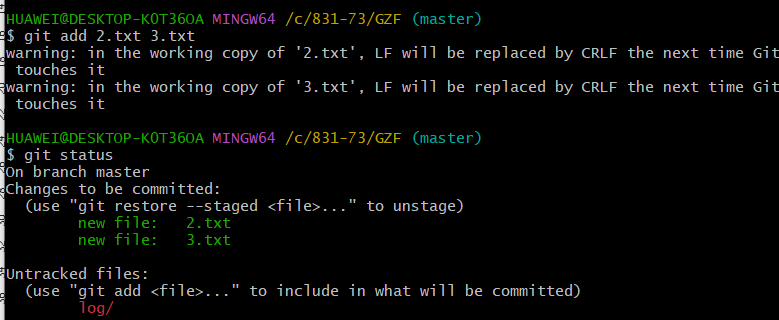 HUAWEI@DESKTOP-KOT36OA MINGW64 /c/831-73/GZF (master)
$ git add 2.txt 3.txt
warning: in the working copy of '2.txt', LF will be replaced by CRLF the next time Git
 touches it
warning: in the working copy of '3.txt', LF will be replaced by CRLF the next time Git
 touches it
HUAWEI@DESKTOP-KOT36OA MINGW64 /c/831-73/GZF (master)
$ git status
On branch master
Changes to be committed:
  (use "git restore --staged <file>..." to unstage)
        new file:   2.txt
        new file:   3.txt
Untracked files:
  (use "git add <file>..." to include in what will be committed)
        log/